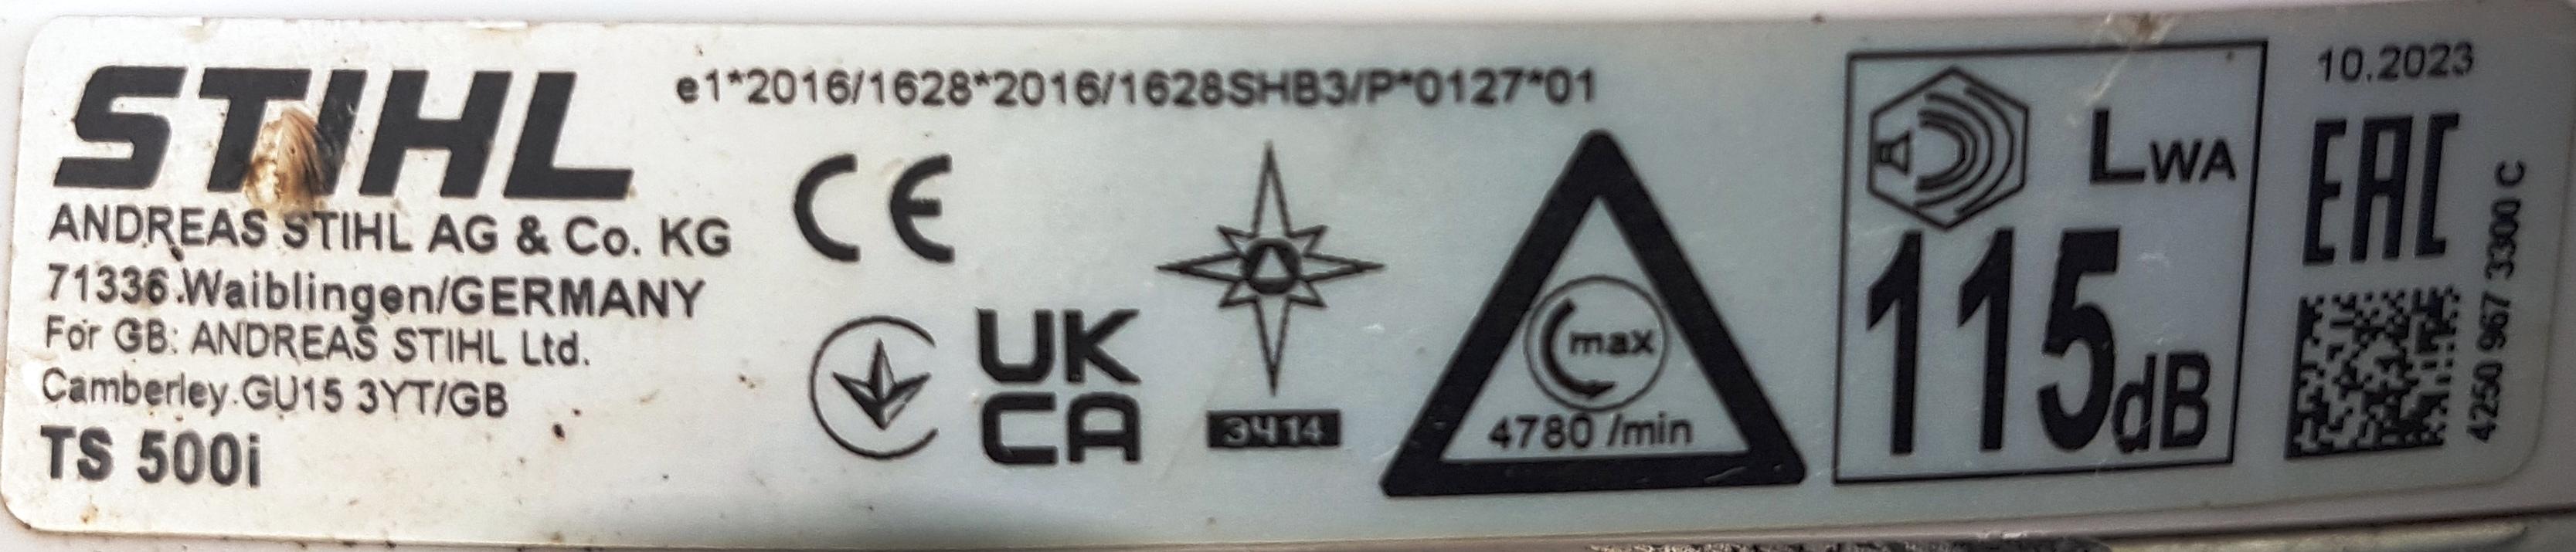 STIHL
ANDREAS STIHL AG & Co. KG
71336.Waiblingen/GERMANY
For GB: ANDREAS STIHL Ltd.
Camberley.GU15 3YT/GB
TS 500i
e1*2016/1628*2016/1628SHB3/P*0127*01
CE
UK
CA
ЭЧ14
max
4780 /min
LWA
115dB
10.2023
EAC
4250 967 3300 C